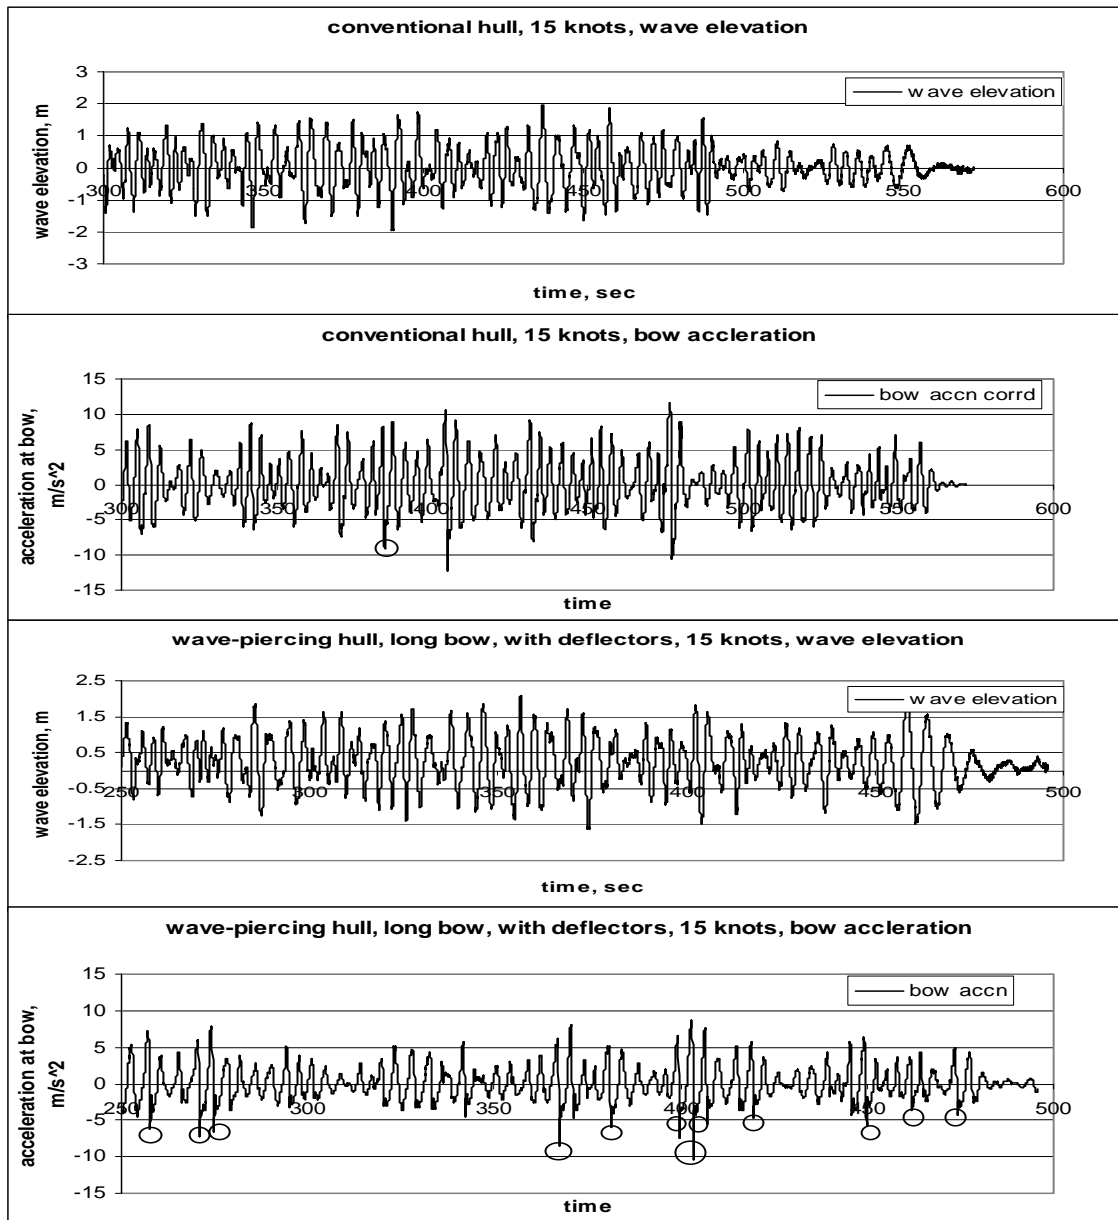 conventional hull, 15 knots, wave elevation
wave elevation
wave elevation, m
3
2
1
0
-1
-2
-3
300
350
400
450
500
550
600
time, sec
conventional hull, 15 knots, bow accleration
bow accn corrd
acceleration at bow,
m/s^2
15
10
5
0
-5
-10
-15
300
350
400
450
500
550
600
time
wave-piercing hull, long bow, with deflectors, 15 knots, wave elevation
wave elevation
wave elevation, m
2.5
1.5
0.5
-0.5
-1.5
-2.5
250
300
350
400
450
500
time, sec
wave-piercing hull, long bow, with deflectors, 15 knots, bow acceleration
bow accn
acceleration at bow,
m/s^2
15
10
5
0
-5
-10
-15
250
300
350
400
450
500
time